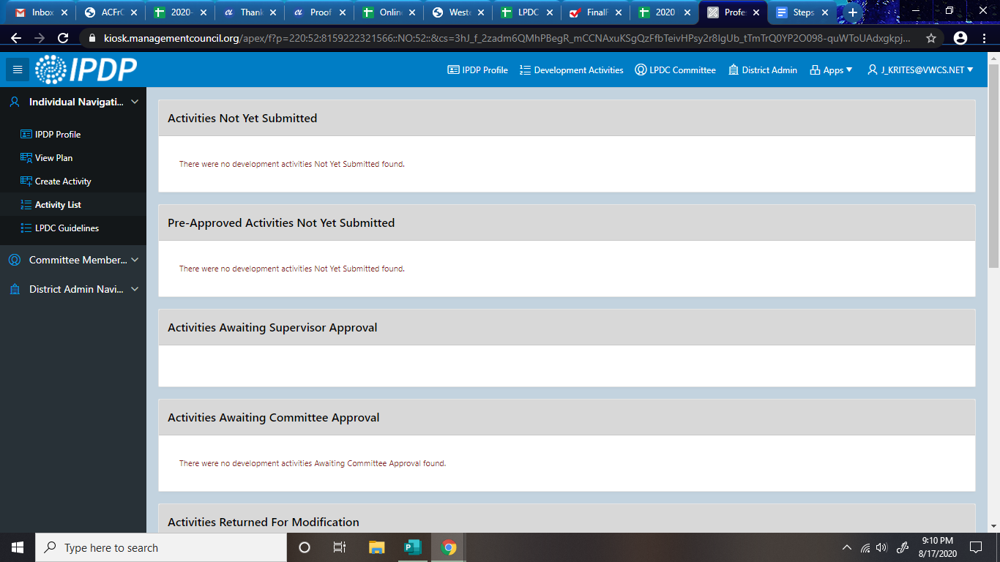 Inbox
ACFrC
2020-
Thank
Proof
Online
Weste
LPDC
FinalF
2020
Profes
Steps
kiosk.managementcouncil.org/apex/f?p=220:52:8159222321566::NO:52::&cs=3hJ_f_2zadm6QMhPBegR_mCCNAxuKSgQzFfbTeivHPsy2r8IgUb_tTmTrQ0YP2O098-quWToUAdxgkpj...
IPDP
IPDP Profile
Development Activities
LPDC Committee
District Admin
Apps
J_KRITES@VWCS.NET
Individual Navigati...
IPDP Profile
View Plan
Create Activity
Activity List
LPDC Guidelines
Committee Member...
District Admin Navi...
Activities Not Yet Submitted
There were no development activities Not Yet Submitted found.
Pre-Approved Activities Not Yet Submitted
There were no development activities Not Yet Submitted found.
Activities Awaiting Supervisor Approval
Activities Awaiting Committee Approval
There were no development activities Awaiting Committee Approval found.
Activities Returned For Modification
Type here to search
9:10 PM
8/17/2020